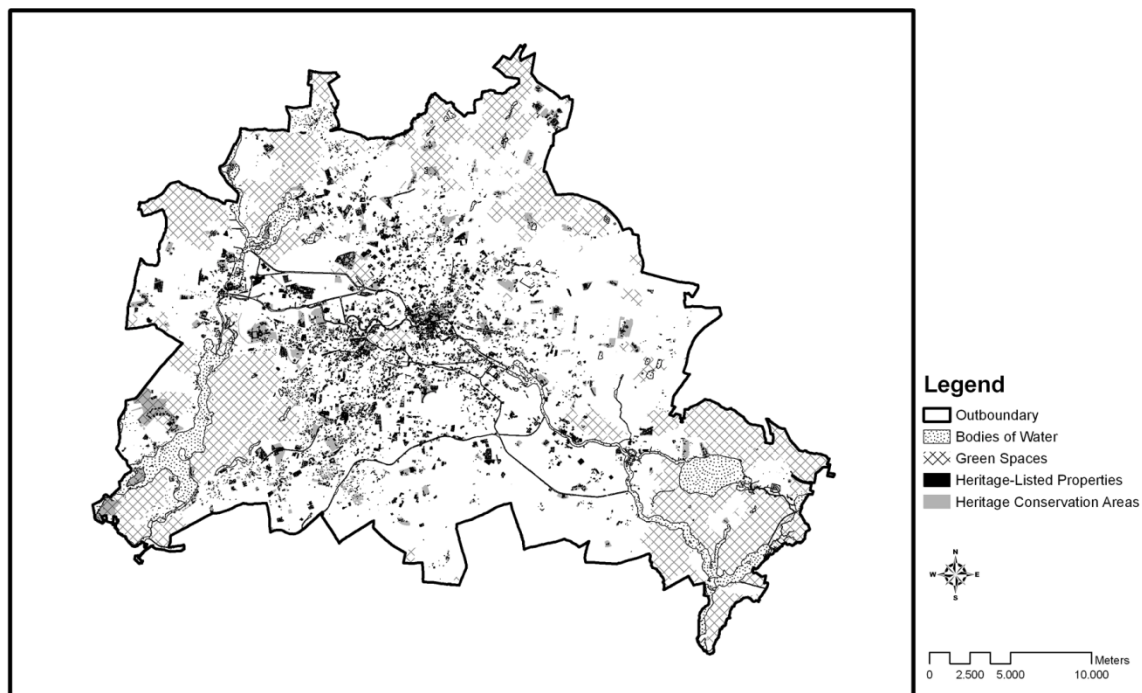 Legend
Outboundary
Bodies of Water
Green Spaces
Heritage-Listed Properties
Heritage Conservation Areas
N
W E
S
Meters
0 2.500 5.000 10.000